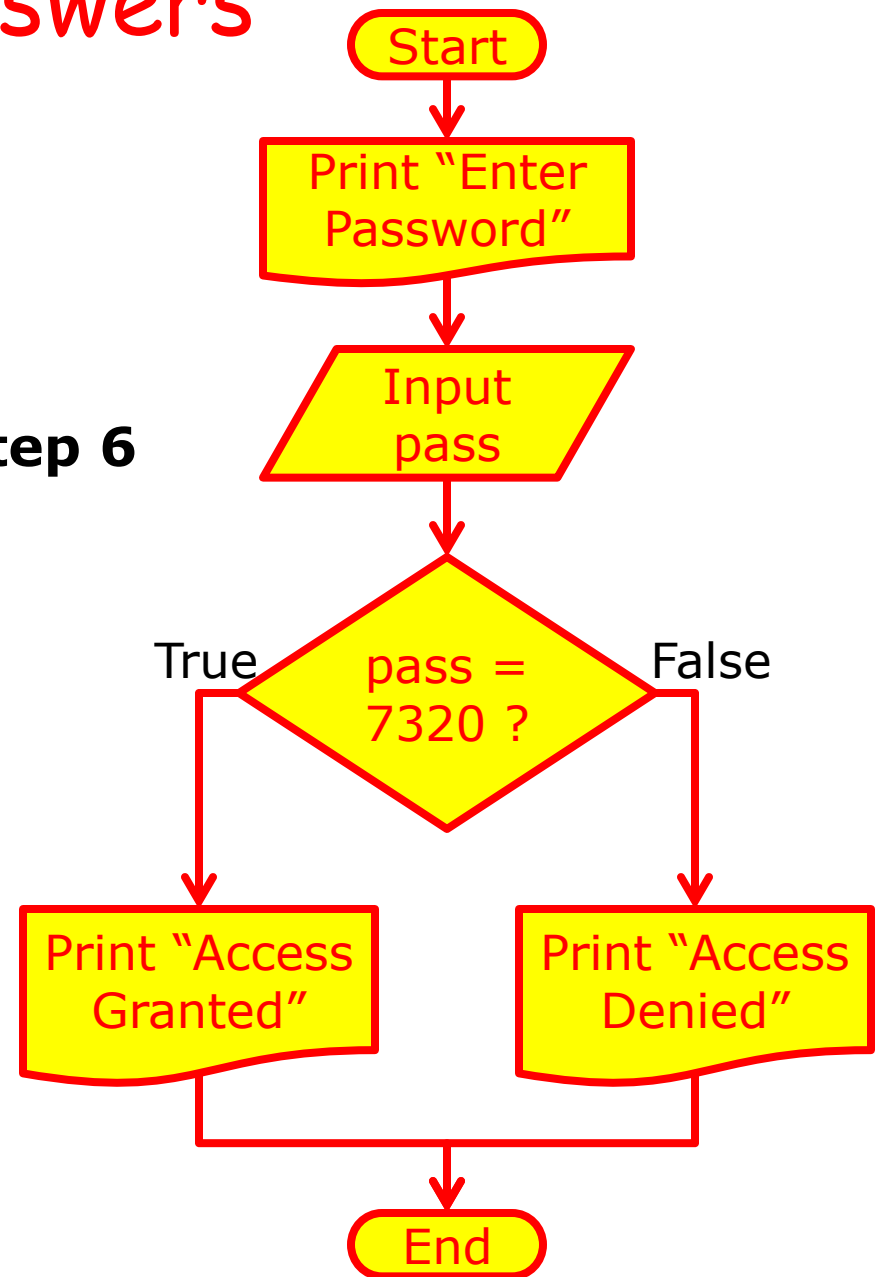 swers
Start
Print “Enter
Password”
Input
pass
tep 6
True
pass =
7320 ?
False
Print “Access
Granted”
Print “Access
Denied”
End